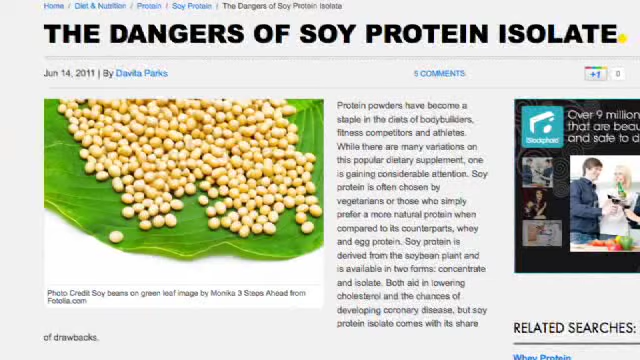 Home / Diet & Nutrition / Protein / Soy Protein / The Dangers of Soy Protein Isolate
THE DANGERS OF SOY PROTEIN ISOLATE
Jun 14, 2011 | By Davita Parks
5 COMMENTS
+1
0
Protein powders have become a
staple in the diets of bodybuilders,
fitness competitors and athletes.
While there are many variations on
this popular dietary supplement, one
is gaining considerable attention. Soy
protein is often chosen by
vegetarians or those who simply
prefer a more natural protein when
compared to its counterparts, whey
and egg protein. Soy protein is
derived from the soybean plant and
is available in two forms: concentrate
and isolate. Both aid in lowering
cholesterol and the chances of
developing coronary disease, but soy
protein isolate comes with its share
of drawbacks.
Photo Credit Soy beans on green leaf image by Monika 3 Steps Ahead from
Fotolia.com
iStockphoto
Over 9 million
that are beau
and safe to d
RELATED SEARCHES:
Whey Protein